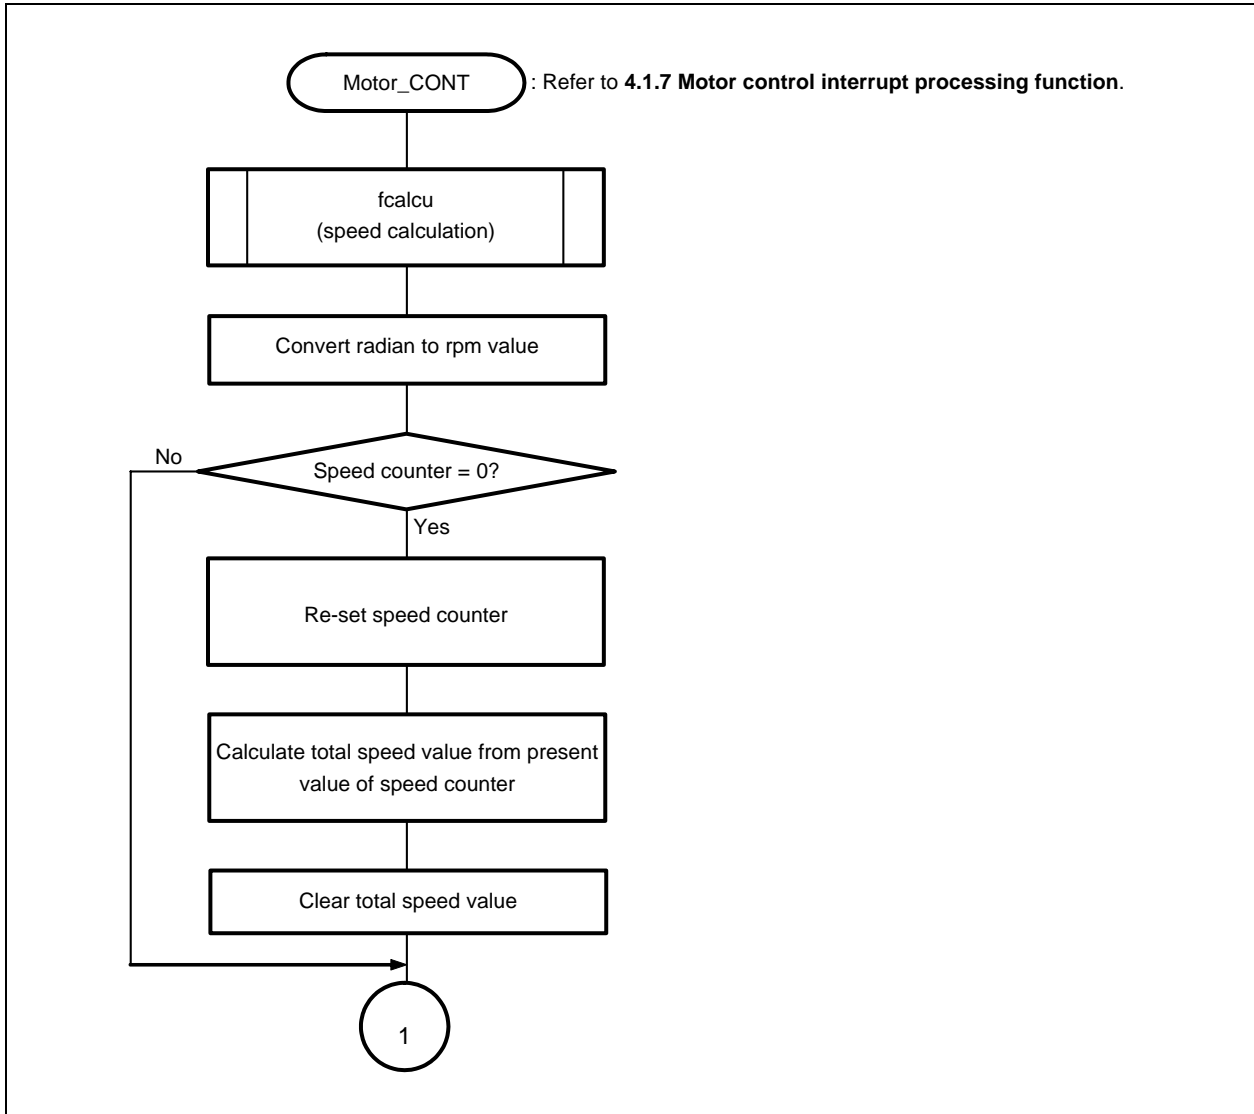 Motor_CONT : Refer to 4.1.7 Motor control interrupt processing function.
fcalcu
(speed calculation)
Convert radian to rpm value
No
Speed counter = 0?
Yes
Re-set speed counter
Calculate total speed value from present
value of speed counter
Clear total speed value
1